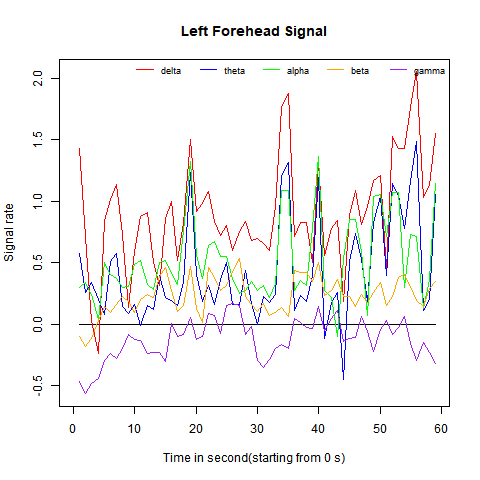 Left Forehead Signal
delta theta alpha beta gamma
Signal rate
2.0
1.5
1.0
0.5
0.0
-0.5
0 10 20 30 40 50 60
Time in second(starting from 0 s)